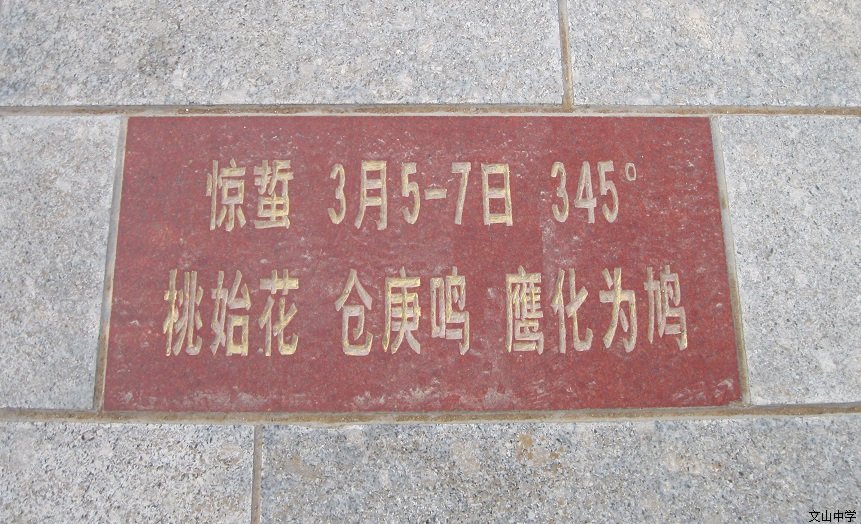 惊蛰 3月5-7日 345°
桃始花 仓庚鸣 鹰化为鸠
文山中学